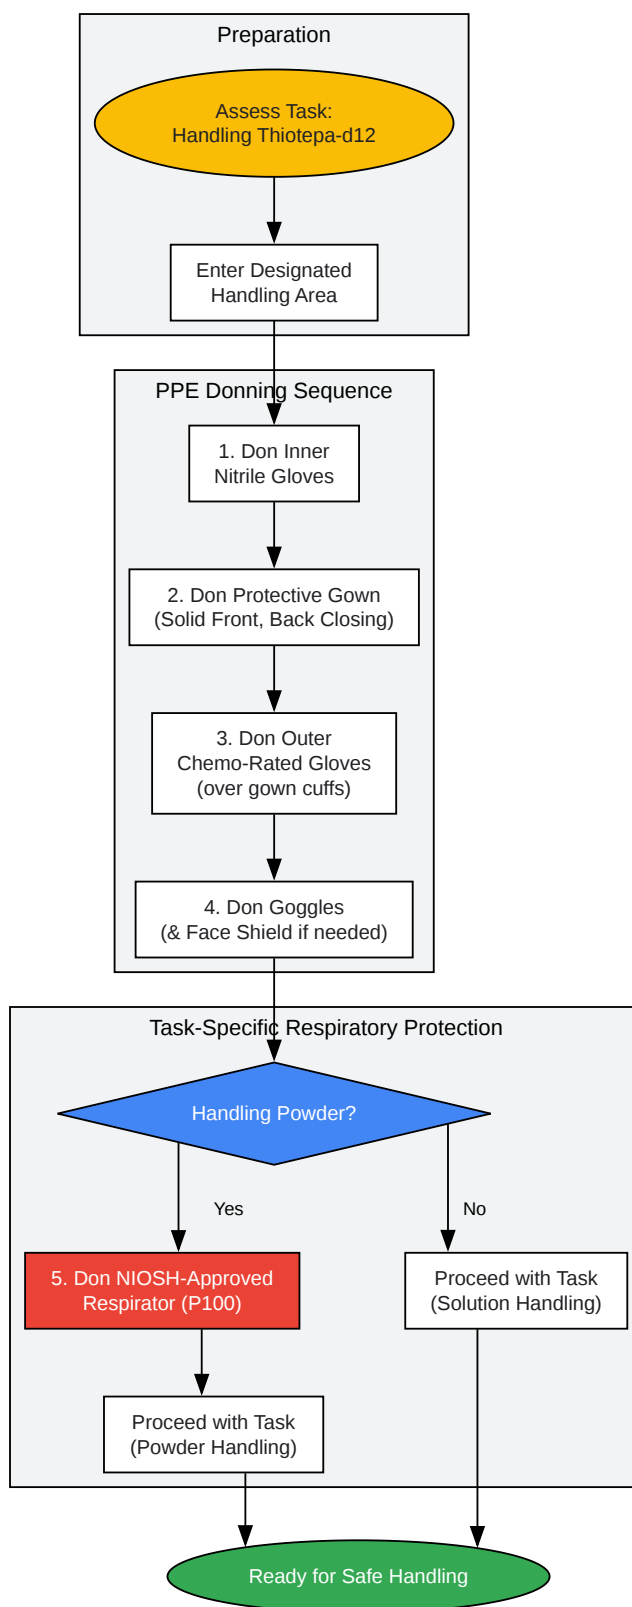 Preparation
Assess Task:
Handling Thiotepa-d12
Enter Designated
Handling Area
PPE Donning Sequence
1. Don Inner
Nitrile Gloves
2. Don Protective Gown
(Solid Front, Back Closing)
3. Don Outer
Chemo-Rated Gloves
(over gown cuffs)
4. Don Goggles
(& Face Shield if needed)
Task-Specific Respiratory Protection
Handling Powder?
Yes
No
5. Don NIOSH-Approved
Respirator (P100)
Proceed with Task
(Solution Handling)
Proceed with Task
(Powder Handling)
Ready for Safe Handling